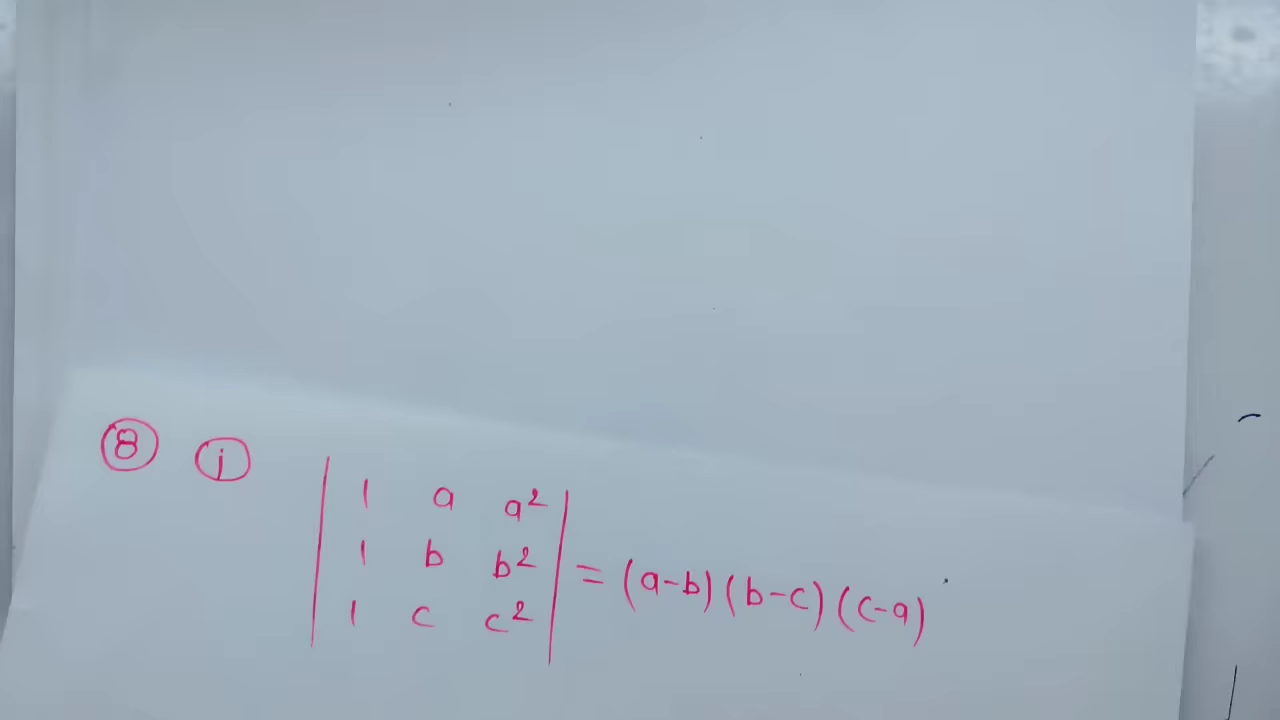 8 i | 1 a a² |
| 1 b b² | = (a-b) (b-c) (c-a)
| 1 c c² |